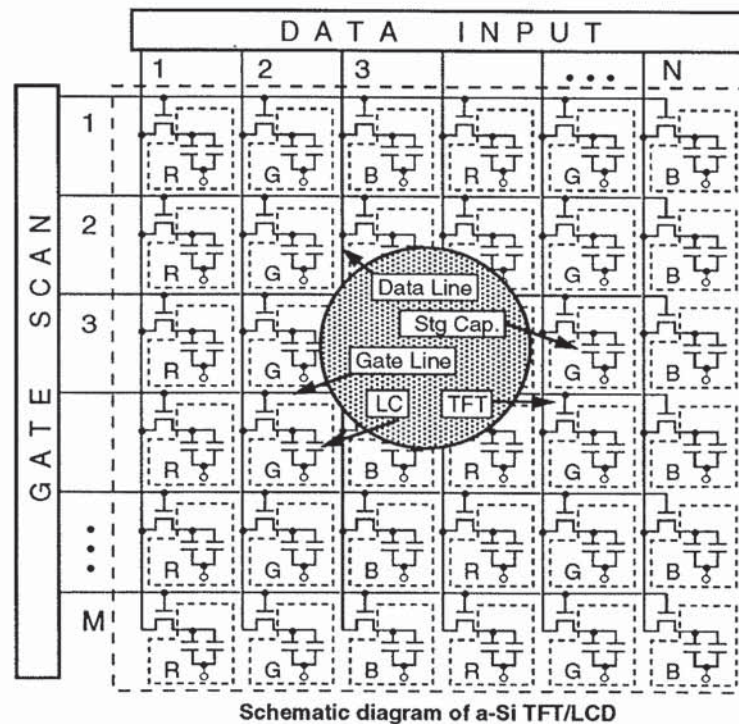 DATA INPUT
1 2 3 ... N
GATE SCAN
1
R G B R G B
2
Data Line
Stg Cap.
3
R G G B
Gate Line
LC TFT
R G B R G B
...
R G B R G B
M
R G B R G B
Schematic diagram of a-Si TFT/LCD